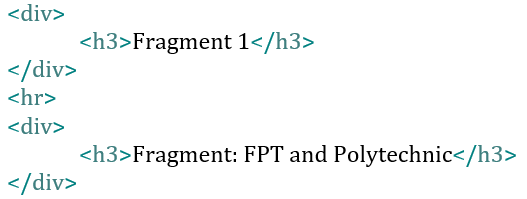 <div>
<h3>Fragment 1</h3>
</div>
<hr>
<div>
<h3>Fragment: FPT and Polytechnic</h3>
</div>